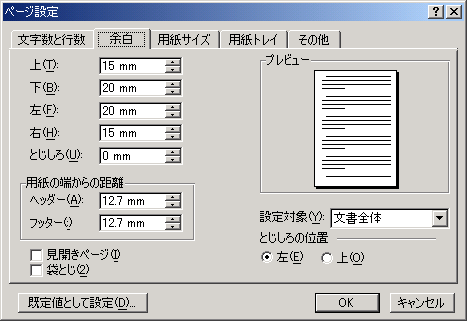 ページ設定
文字数と行数 余白 用紙サイズ 用紙トレイ その他
上(T): 15 mm
下(B): 20 mm
左(F): 20 mm
右(H): 15 mm
とじしろ(U): 0 mm
用紙の端からの距離
ヘッダー(A): 12.7 mm
フッター(-): 12.7 mm
見開きページ(I)
袋とじ(2)
プレビュー
設定対象(Y): 文書全体
とじしろの位置
左(E) 上(O)
既定値として設定(D)... OK キャンセル